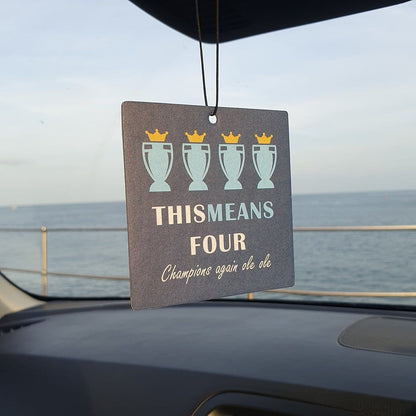 THISMEANS
FOUR
Champions again ole ole